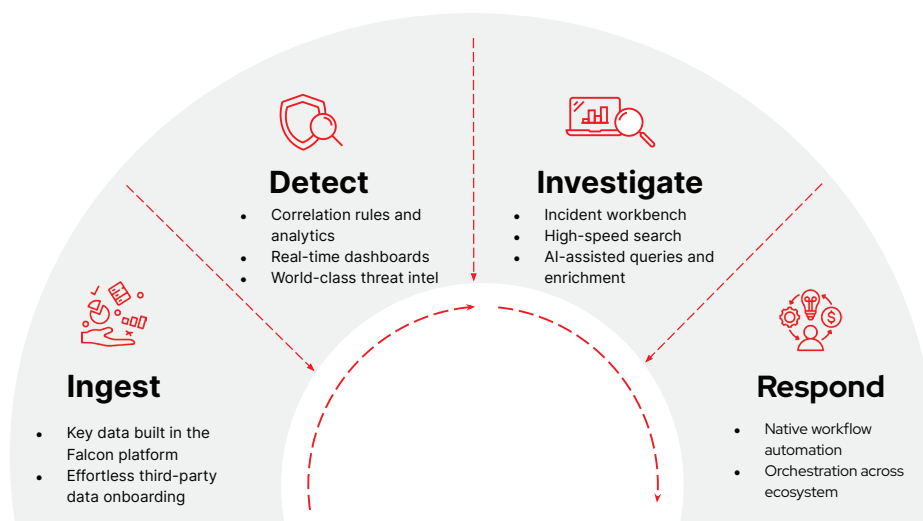 Detect
• Correlation rules and
analytics
• Real-time dashboards
• World-class threat intel
Investigate
• Incident workbench
• High-speed search
• AI-assisted queries and
enrichment
Ingest
• Key data built in the
Falcon platform
• Effortless third-party
data onboarding
Respond
• Native workflow
automation
• Orchestration across
ecosystem